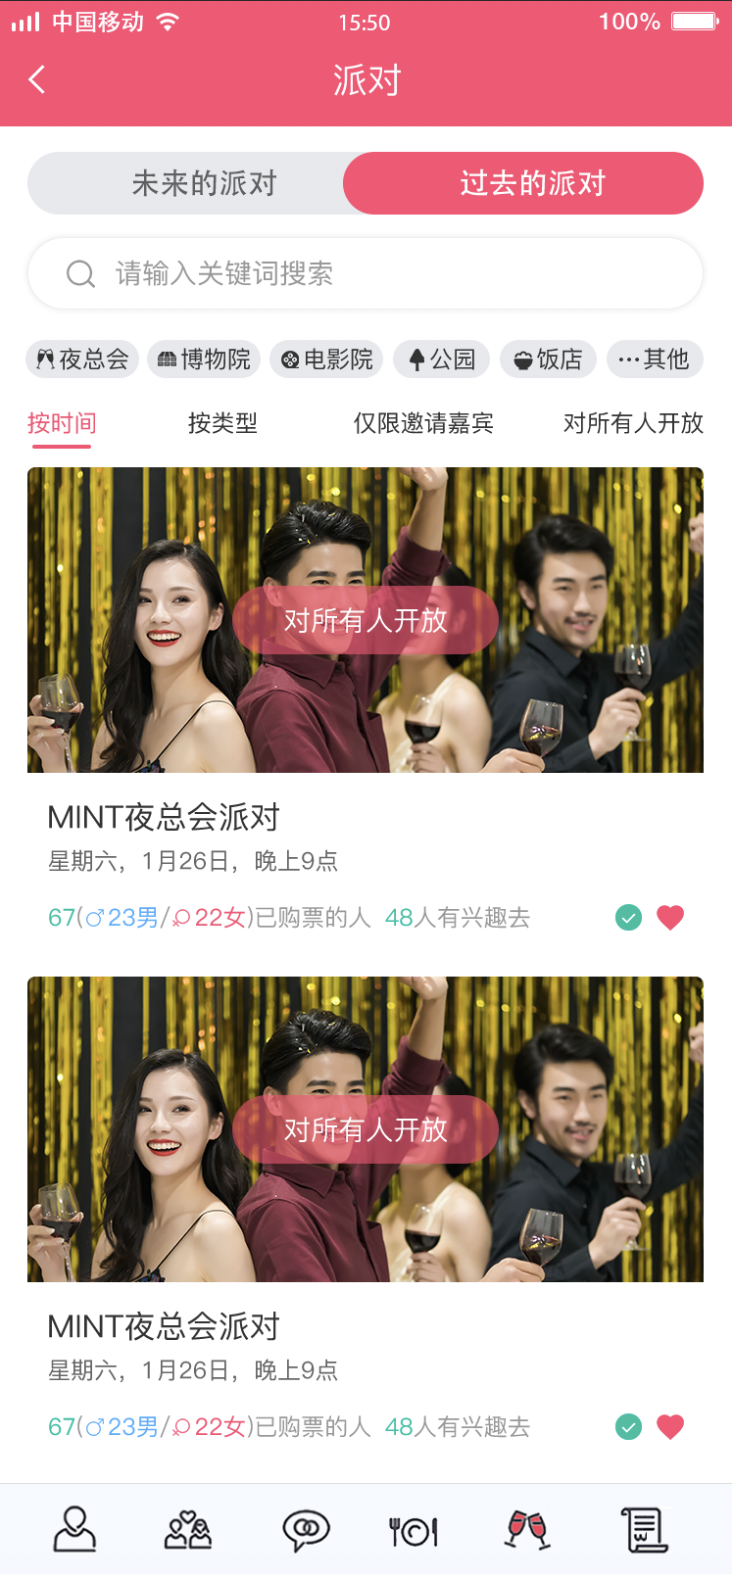 中国移动 15:50 100%
派对
未来的派对 过去的派对
请输入关键词搜索
夜总会 博物院 电影院 公园 饭店 ···其他
按时间 按类型 仅限邀请嘉宾 对所有人开放
对所有人开放
MINT夜总会派对
星期六，1月26日，晚上9点
67(♂23男/♀22女)已购票的人 48人有兴趣去
对所有人开放
MINT夜总会派对
星期六，1月26日，晚上9点
67(♂23男/♀22女)已购票的人 48人有兴趣去